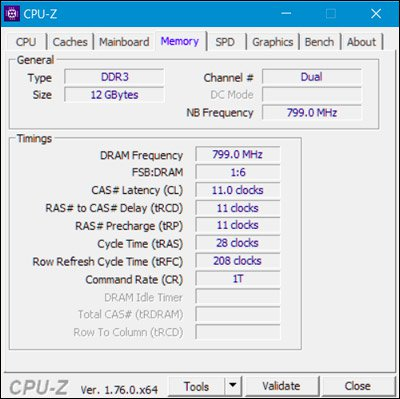 CPU-Z
CPU Caches Mainboard Memory SPD Graphics Bench About
General
Type DDR3 Channel # Dual
Size 12 GBytes DC Mode
NB Frequency 799.0 MHz
Timings
DRAM Frequency 799.0 MHz
FSB:DRAM 1:6
CAS# Latency (CL) 11.0 clocks
RAS# to CAS# Delay (tRCD) 11 clocks
RAS# Precharge (tRP) 11 clocks
Cycle Time (tRAS) 28 clocks
Row Refresh Cycle Time (tRFC) 208 clocks
Command Rate (CR) 1T
DRAM Idle Timer
Total CAS# (tRDRAM)
Row To Column (tRCD)
CPU-Z Ver. 1.76.0.x64 Tools Validate Close